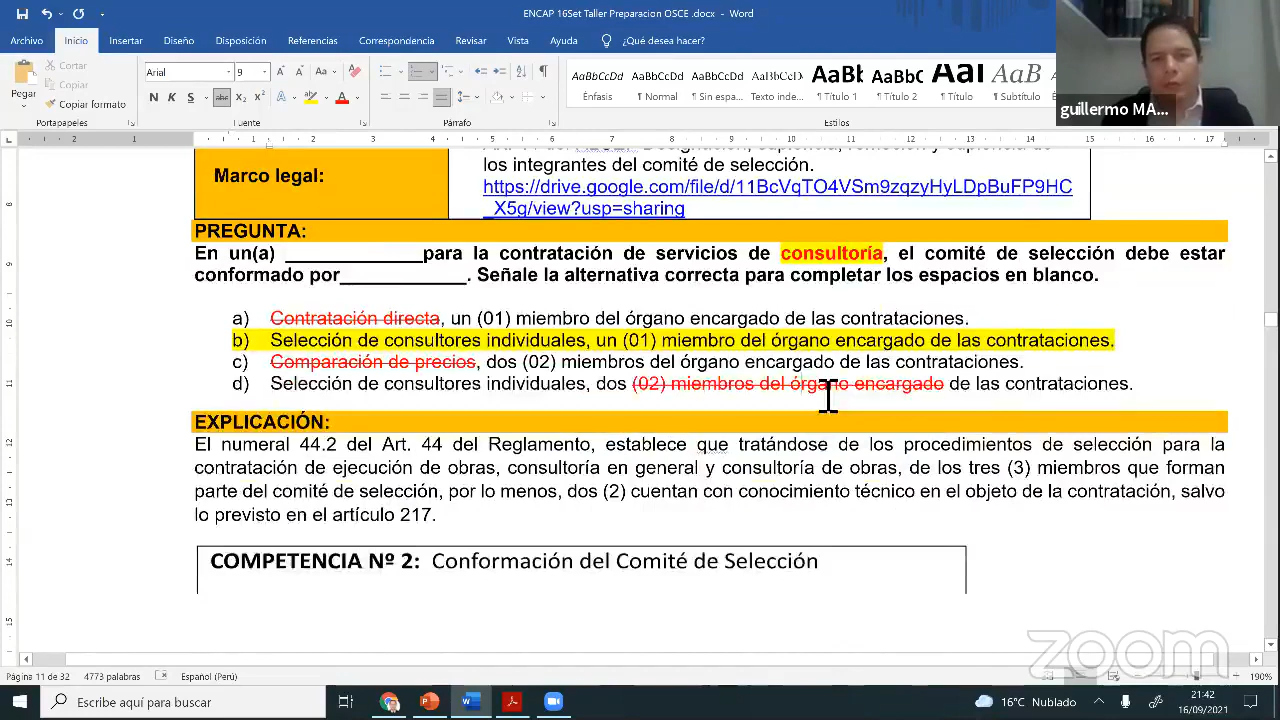 ENCAP 16Set Taller Preparacion OSCE .docx - Word
Archivo Inicio Insertar Diseño Disposición Referencias Correspondencia Revisar Vista Ayuda ¿Qué desea hacer?
Pegar
Cortar
Copiar
Copiar formato
Portapapeles
Arial 9
N K S abc
Fuente
Párrafo
AaBbCcDd AaBbCcDd AaBbCcDd AaBbCcDd AaBb AaBbC AaB
Énfasis ¶ Normal ¶ Sin espa... Texto inde... ¶ Título 1 ¶ Título 2 ¶ Título ¶ Subtítulo
Estilos
guillermo MA...
Marco legal:
los integrantes del comité de selección.
https://drive.google.com/file/d/11BcVqTO4VSm9zqzyHyLDpBuFP9HC
_X5g/view?usp=sharing
PREGUNTA:
En un(a) _____________para la contratación de servicios de consultoría, el comité de selección debe estar
conformado por____________. Señale la alternativa correcta para completar los espacios en blanco.
a) Contratación directa, un (01) miembro del órgano encargado de las contrataciones.
b) Selección de consultores individuales, un (01) miembro del órgano encargado de las contrataciones.
c) Comparación de precios, dos (02) miembros del órgano encargado de las contrataciones.
d) Selección de consultores individuales, dos (02) miembros del órgano encargado de las contrataciones.
EXPLICACIÓN:
El numeral 44.2 del Art. 44 del Reglamento, establece que tratándose de los procedimientos de selección para la
contratación de ejecución de obras, consultoría en general y consultoría de obras, de los tres (3) miembros que forman
parte del comité de selección, por lo menos, dos (2) cuentan con conocimiento técnico en el objeto de la contratación, salvo
lo previsto en el artículo 217.
COMPETENCIA Nº 2: Conformación del Comité de Selección
zoom
Página 11 de 32 4773 palabras Español (Perú) 190%
Escribe aquí para buscar
16°C Nublado
21:42
16/09/2021